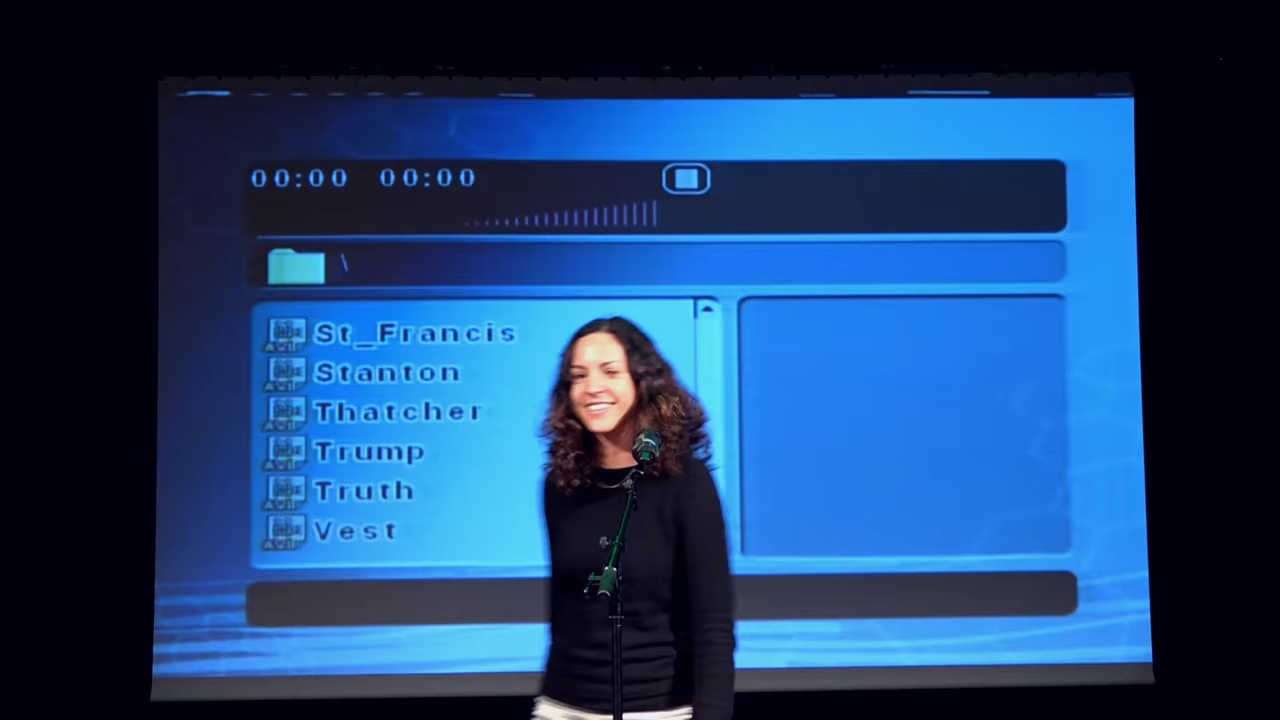 00:00 00:00
\
St_Francis
Stanton
Thatcher
Trump
Truth
Vest